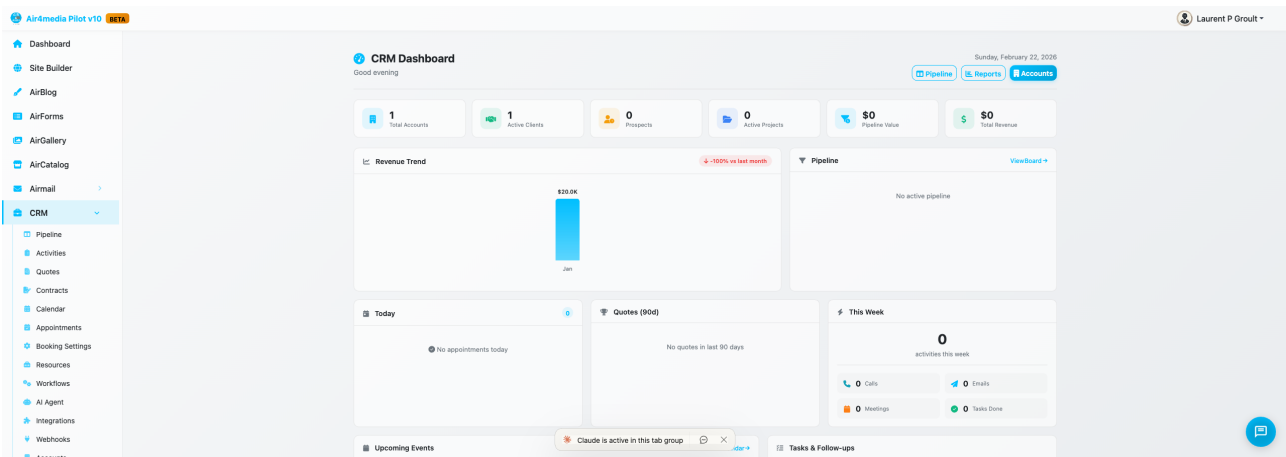 Air4media Pilot v10 BETA
Laurent P Groult
Dashboard
Site Builder
AirBlog
AirForms
AirGallery
AirCatalog
Airmail
CRM
Pipeline
Activities
Quotes
Contracts
Calendar
Appointments
Booking Settings
Resources
Workflows
AI Agent
Integrations
Webhooks
Accounts
CRM Dashboard
Good evening
Sunday, February 22, 2026
Pipeline
Reports
Accounts
1
Total Accounts
1
Active Clients
0
Prospects
0
Active Projects
$0
Pipeline Value
$0
Total Revenue
Revenue Trend
↓ -100% vs last month
$20.0K
Jan
Pipeline
View Board →
No active pipeline
Today
0
No appointments today
Quotes (90d)
No quotes in last 90 days
This Week
0
activities this week
0 Calls
0 Emails
0 Meetings
0 Tasks Done
Upcoming Events
Claude is active in this tab group
Tasks & Follow-ups